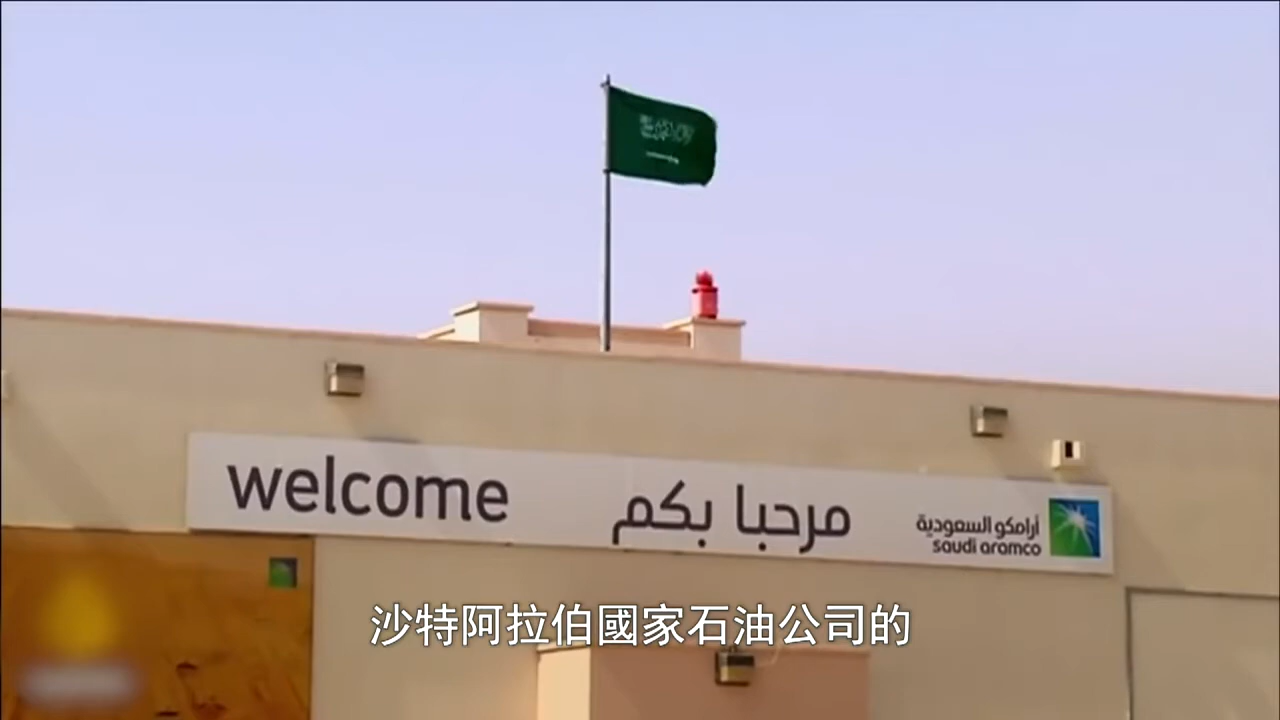 welcome مرحبا بكم
أرامكو السعودية
saudi aramco
沙特阿拉伯國家石油公司的